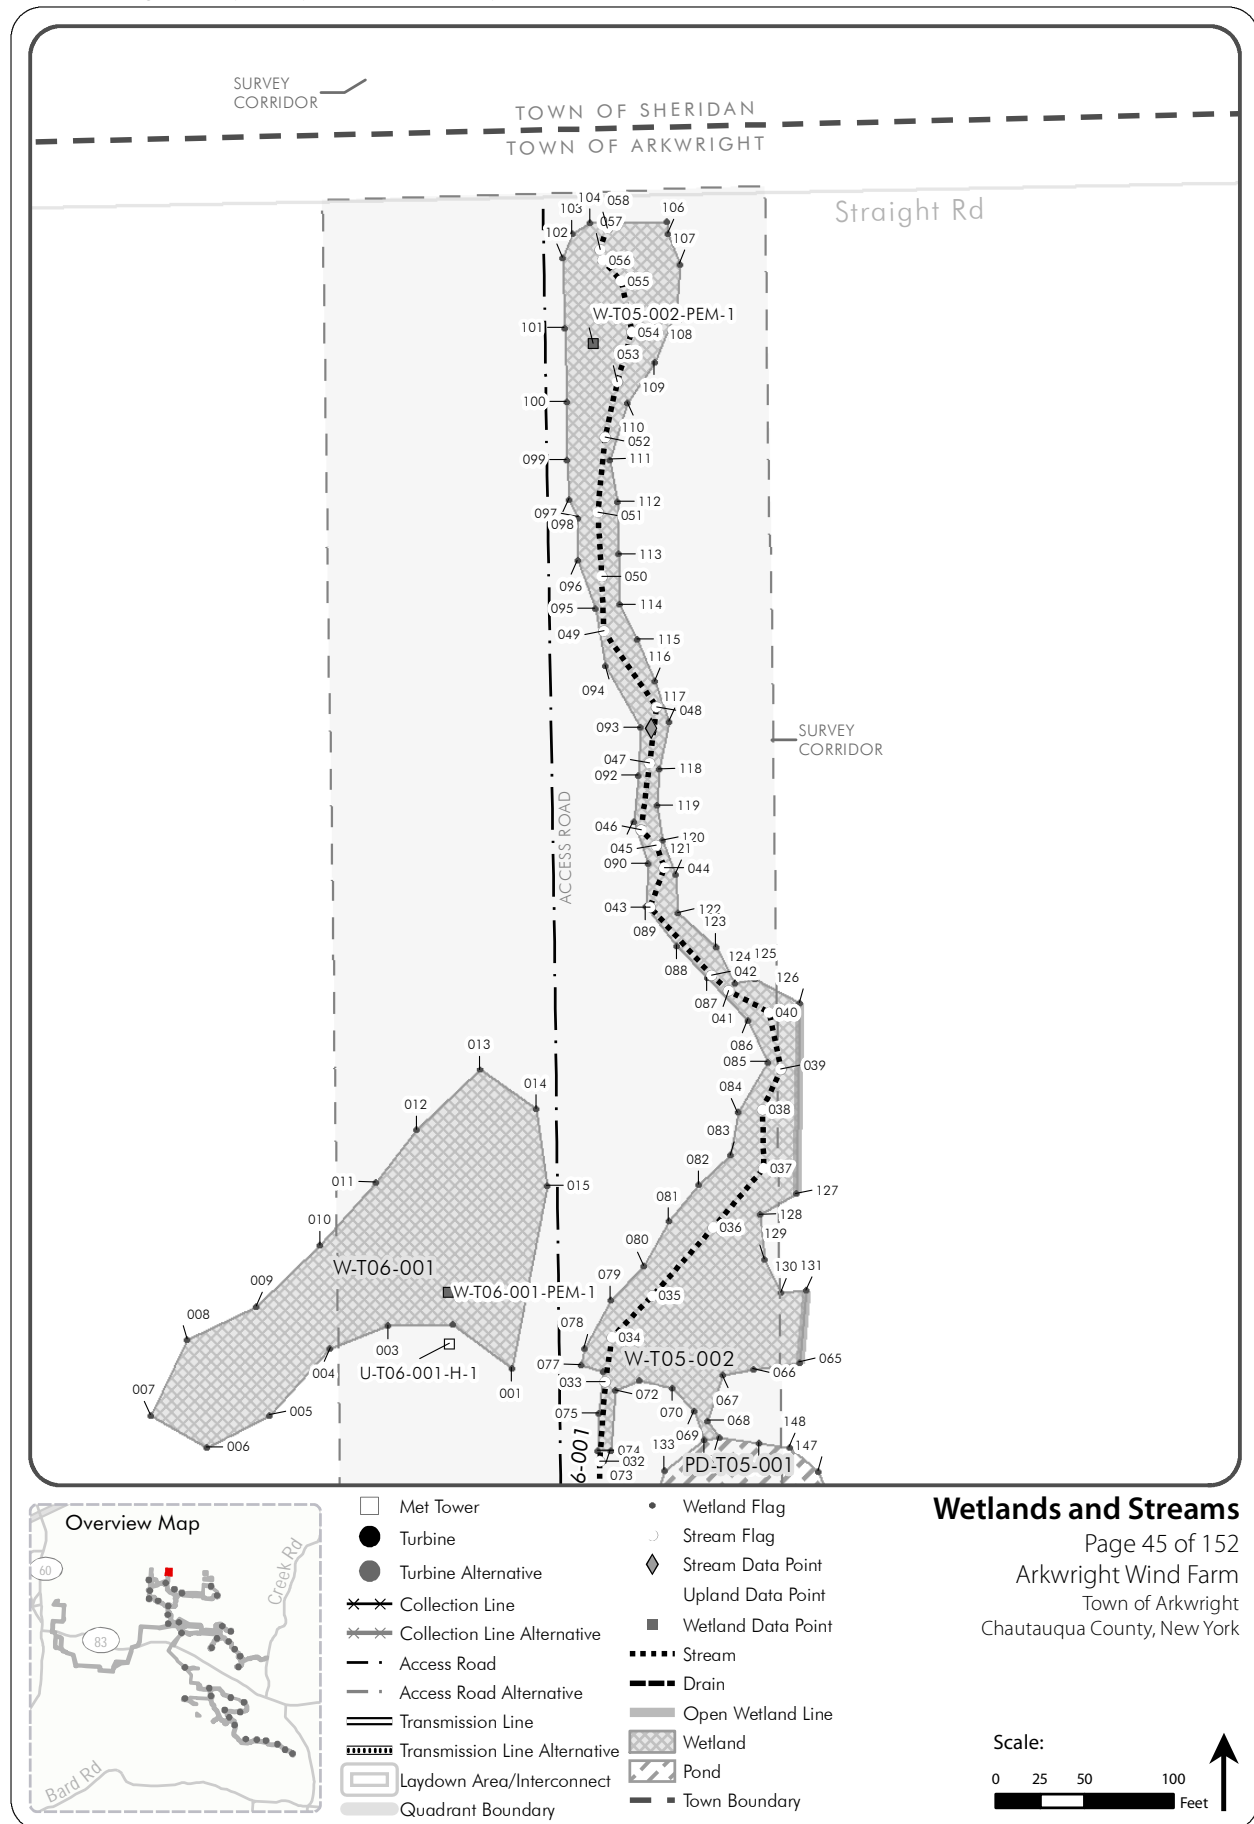 SURVEY
CORRIDOR
TOWN OF SHERIDAN
TOWN OF ARKWRIGHT
Straight Rd
104
058
103
057
106
102
107
056
055
W-T05-002-PEM-1
101
054
108
053
109
100
110
052
099
111
112
097
051
098
113
050
096
095
114
049
115
116
094
117
048
093
SURVEY
CORRIDOR
047
118
092
ACCESS ROAD
119
046
120
045
121
090
044
043
122
089
123
088
124
125
042
126
087
041
040
013
086
085
039
014
084
012
038
083
037
011
082
015
127
081
128
010
036
129
080
W-T06-001
130
131
009
079
W-T06-001-PEM-1
035
008
078
003
034
004
077
W-T05-002
065
U-T06-001-H-1
066
033
001
072
067
007
070
075
005
068
069
006
133
148
074
147
6-001
032
PD-T05-001
073
Overview Map
60
83
Creek Rd
Bard Rd
Met Tower
Turbine
Turbine Alternative
Collection Line
Collection Line Alternative
Access Road
Access Road Alternative
Transmission Line
Transmission Line Alternative
Laydown Area/Interconnect
Quadrant Boundary
Wetland Flag
Stream Flag
Stream Data Point
Upland Data Point
Wetland Data Point
Stream
Drain
Open Wetland Line
Wetland
Pond
Town Boundary
Wetlands and Streams
Page 45 of 152
Arkwright Wind Farm
Town of Arkwright
Chautauqua County, New York
Scale:
0 25 50 100
Feet